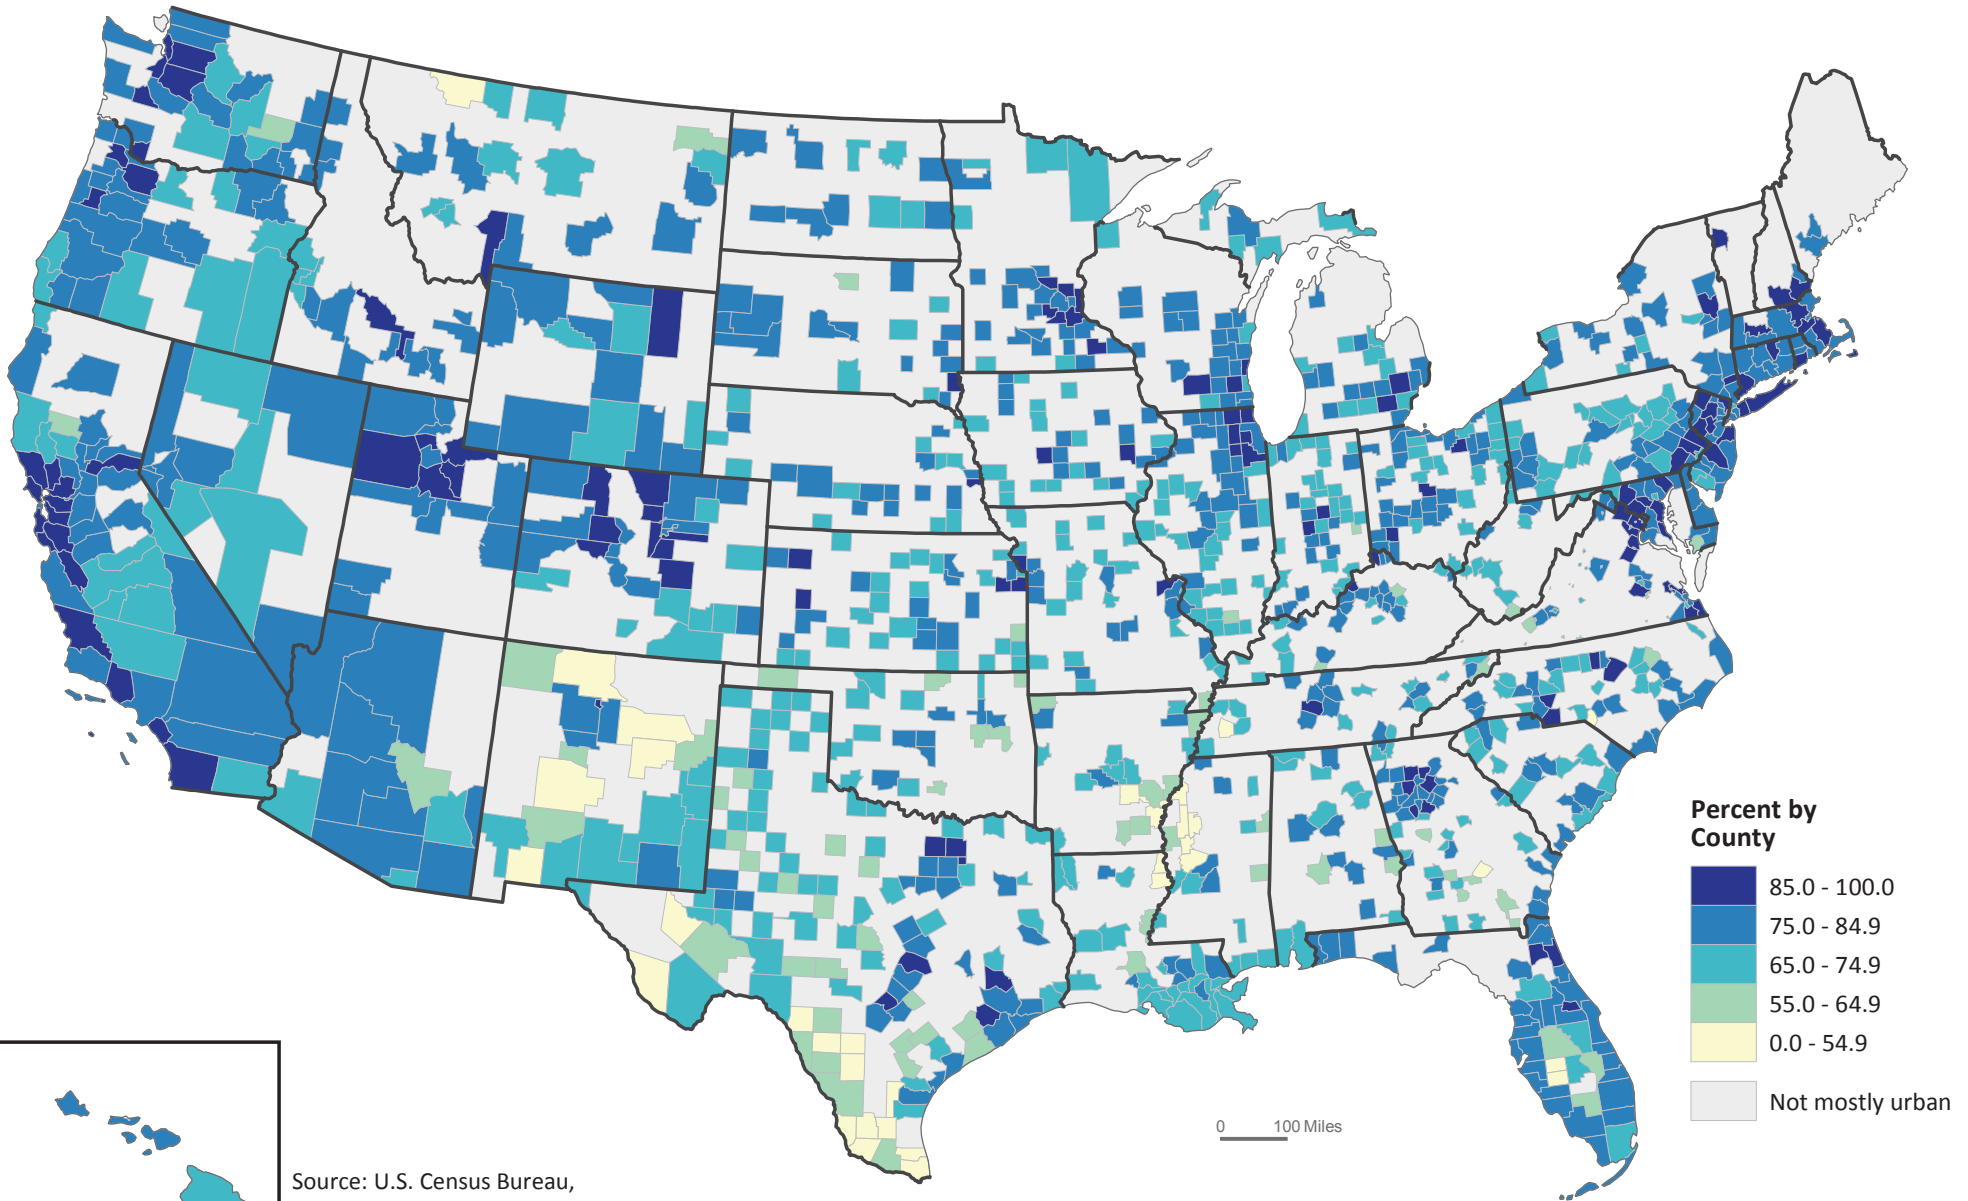 Percent by
County
85.0 - 100.0
75.0 - 84.9
65.0 - 74.9
55.0 - 64.9
0.0 - 54.9
Not mostly urban
0 100 Miles
Source: U.S. Census Bureau,